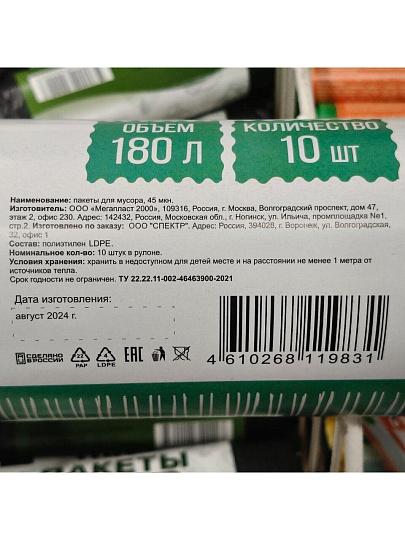 ОБЪЕМ
180 Л
КОЛИЧЕСТВО
10 ШТ
Наименование: пакеты для мусора, 45 мкн.
Изготовитель: ООО «Мегапласт 2000», 109316, Россия, г. Москва, Волгоградский проспект, дом 47,
этаж 2, офис 230. Адрес: 142432, Россия, Московская обл., г. Ногинск, ул. Ильича, промплощадка №1,
стр.2. Изготовлено по заказу: ООО "СПЕКТР". Адрес: Россия, 394028, г. Воронеж, ул. Волгоградская,
32, офис 1
Состав: полиэтилен LDPE.
Номинальное кол-во: 10 штук в рулоне.
Условия хранения: хранить в недоступном для детей месте и на расстоянии не менее 1 метра от
источников тепла.
Срок годности не ограничен. ТУ 22.22.11-002-46463900-2021
Дата изготовления:
август 2024 г.
СДЕЛАНО
В РОССИИ
22
PAP
4
LDPE
EAC
4 610268 119831
ПАКЕТЫ